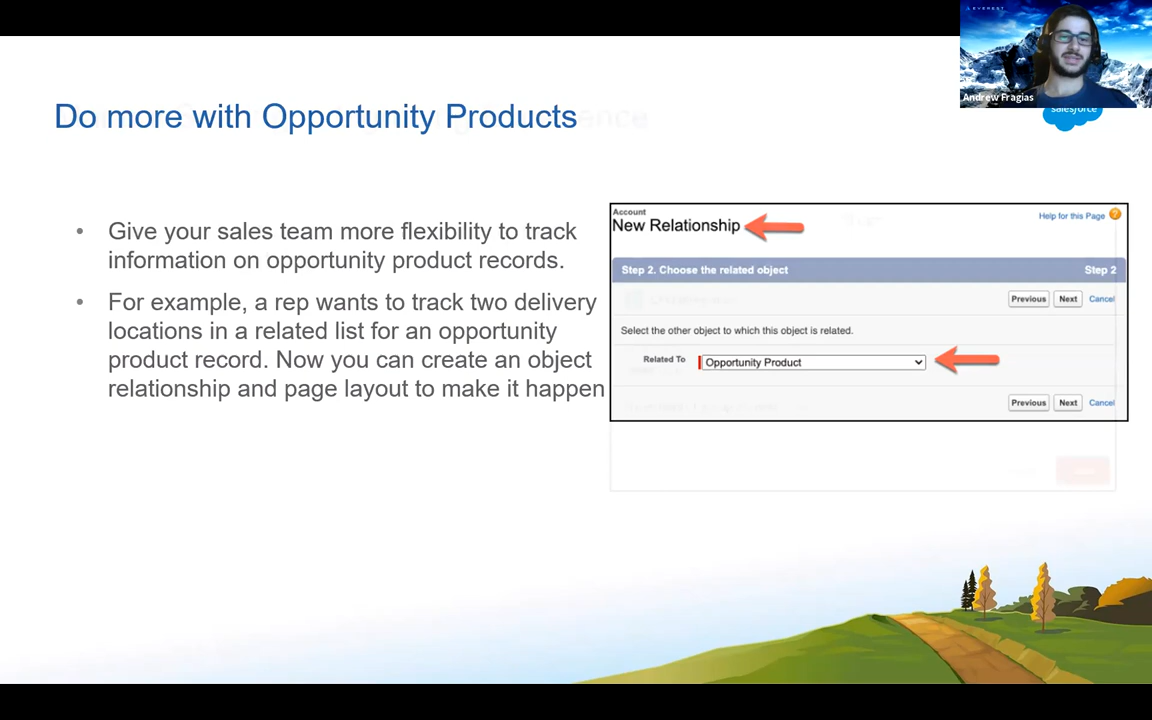 LEVEREST
Andrew Fragias
salesforce
Do more with Opportunity Products
• Give your sales team more flexibility to track
information on opportunity product records.
• For example, a rep wants to track two delivery
locations in a related list for an opportunity
product record. Now you can create an object
relationship and page layout to make it happen
Account
New Relationship
Help for this Page ?
Step 2. Choose the related object
Step 2
Previous Next Cancel
Select the other object to which this object is related.
Related To Opportunity Product
Previous Next Cancel